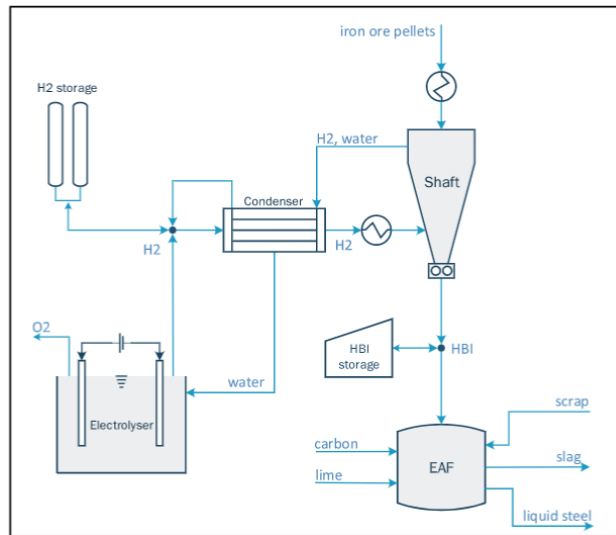 iron ore pellets
H2 storage
H2, water
Shaft
Condenser
H2
H2
O2
HBI
HBI
storage
water
Electrolyser
scrap
carbon
EAF
slag
lime
liquid steel